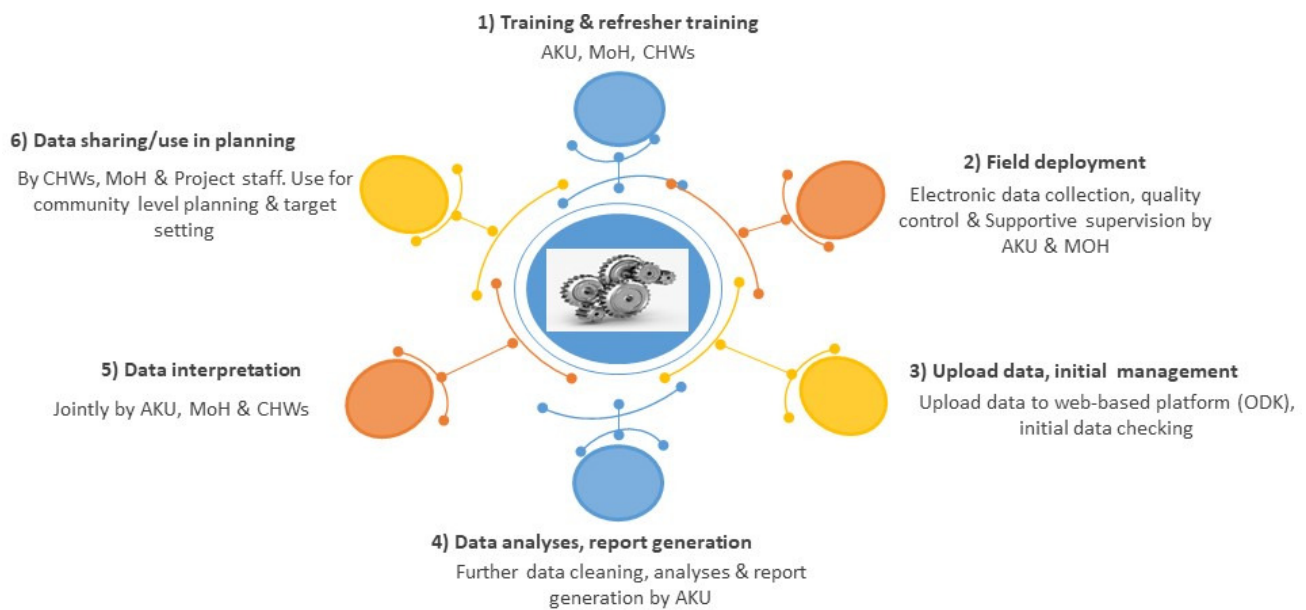 1) Training & refresher training
AKU, MoH, CHWs
2) Field deployment
Electronic data collection, quality
control & Supportive supervision by
AKU & MOH
3) Upload data, initial management
Upload data to web-based platform (ODK),
initial data checking
4) Data analyses, report generation
Further data cleaning, analyses & report
generation by AKU
5) Data interpretation
Jointly by AKU, MoH & CHWs
6) Data sharing/use in planning
By CHWs, MoH & Project staff. Use for
community level planning & target
setting